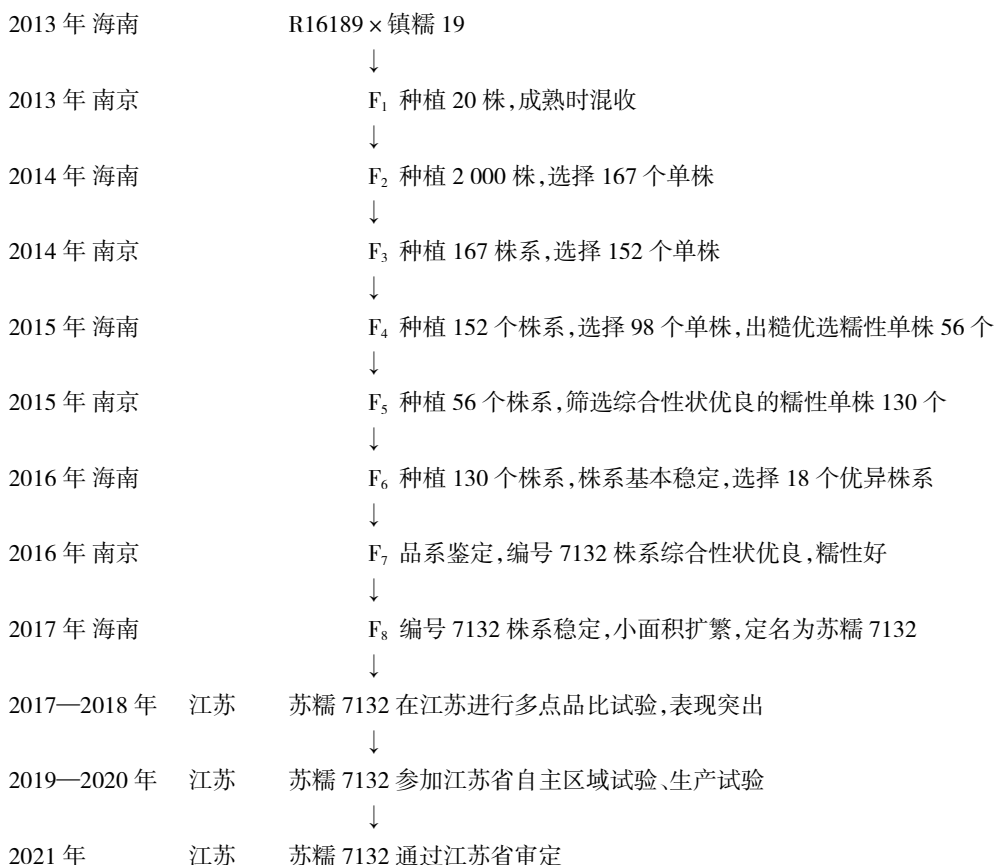 2013 年 海南 R16189 × 镇糯 19
↓
2013 年 南京 F₁ 种植 20 株,成熟时混收
↓
2014 年 海南 F₂ 种植 2 000 株,选择 167 个单株
↓
2014 年 南京 F₃ 种植 167 株系,选择 152 个单株
↓
2015 年 海南 F₄ 种植 152 个株系,选择 98 个单株,出糙优选糯性单株 56 个
↓
2015 年 南京 F₅ 种植 56 个株系,筛选综合性状优良的糯性单株 130 个
↓
2016 年 海南 F₆ 种植 130 个株系,株系基本稳定,选择 18 个优异株系
↓
2016 年 南京 F₇ 品系鉴定,编号 7132 株系综合性状优良,糯性好
↓
2017 年 海南 F₈ 编号 7132 株系稳定,小面积扩繁,定名为苏糯 7132
↓
2017—2018 年 江苏 苏糯 7132 在江苏进行多点品比试验,表现突出
↓
2019—2020 年 江苏 苏糯 7132 参加江苏省自主区域试验、生产试验
↓
2021 年 江苏 苏糯 7132 通过江苏省审定